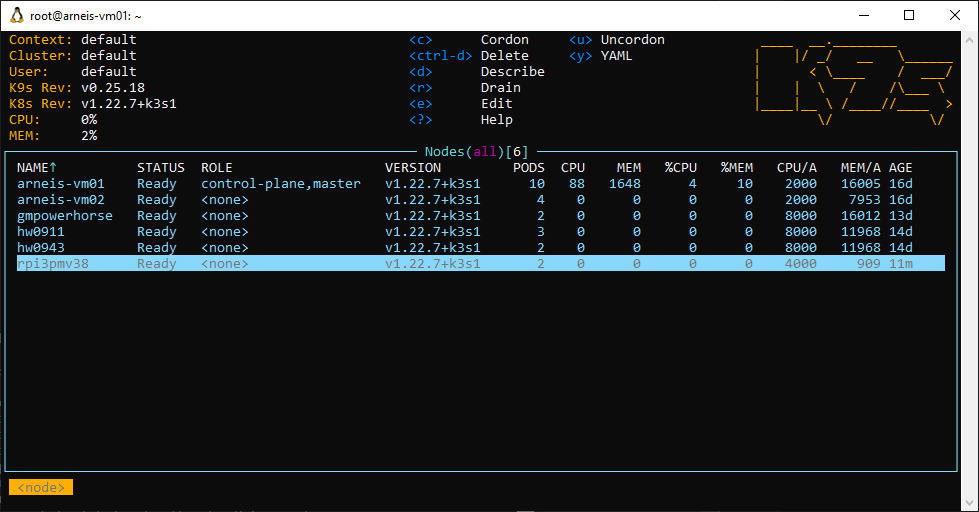 root@arneis-vm01: ~
Context: default <c> Cordon <u> Uncordon
Cluster: default <ctrl-d> Delete <y> YAML
User: default <d> Describe
K9s Rev: v0.25.18 <r> Drain
K8s Rev: v1.22.7+k3s1 <e> Edit
CPU: 0% <?> Help
MEM: 2%
K9s
Nodes(all)[6]
NAME↑ STATUS ROLE VERSION PODS CPU MEM %CPU %MEM CPU/A MEM/A AGE
arneis-vm01 Ready control-plane,master v1.22.7+k3s1 10 88 1648 4 10 2000 16005 16d
arneis-vm02 Ready <none> v1.22.7+k3s1 4 0 0 0 0 2000 7953 16d
gmpowerhorse Ready <none> v1.22.7+k3s1 2 0 0 0 0 8000 16012 13d
hw0911 Ready <none> v1.22.7+k3s1 3 0 0 0 0 8000 11968 14d
hw0943 Ready <none> v1.22.7+k3s1 2 0 0 0 0 8000 11968 14d
rpi3pmv38 Ready <none> v1.22.7+k3s1 2 0 0 0 0 4000 909 11m
<node>